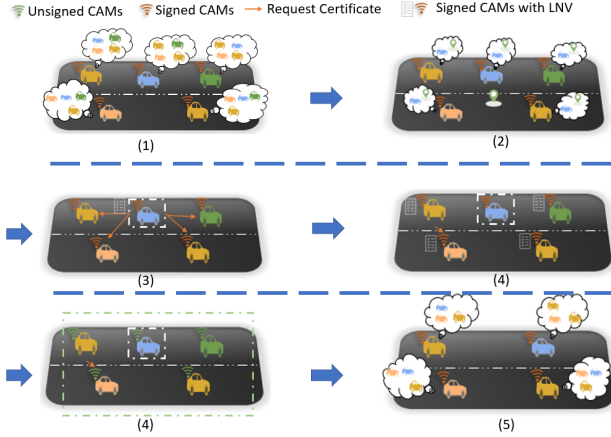 Unsigned CAMs Signed CAMs Request Certificate Signed CAMs with LNV
(1) (2)
(3) (4)
(4) (5)